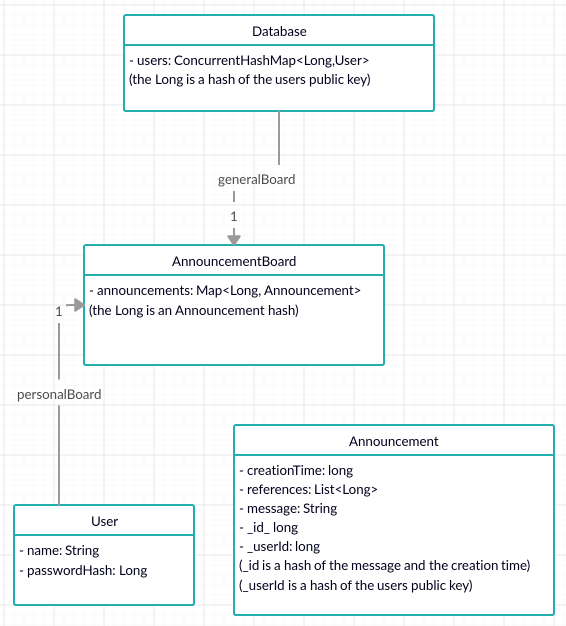 Database
- users: ConcurrentHashMap<Long,User>
(the Long is a hash of the users public key)
generalBoard
1
AnnouncementBoard
- announcements: Map<Long, Announcement>
(the Long is an Announcement hash)
1
personalBoard
Announcement
- creationTime: long
- references: List<Long>
- message: String
- _id_ long
- _userId: long
(_id is a hash of the message and the creation time)
(_userId is a hash of the users public key)
User
- name: String
- passwordHash: Long